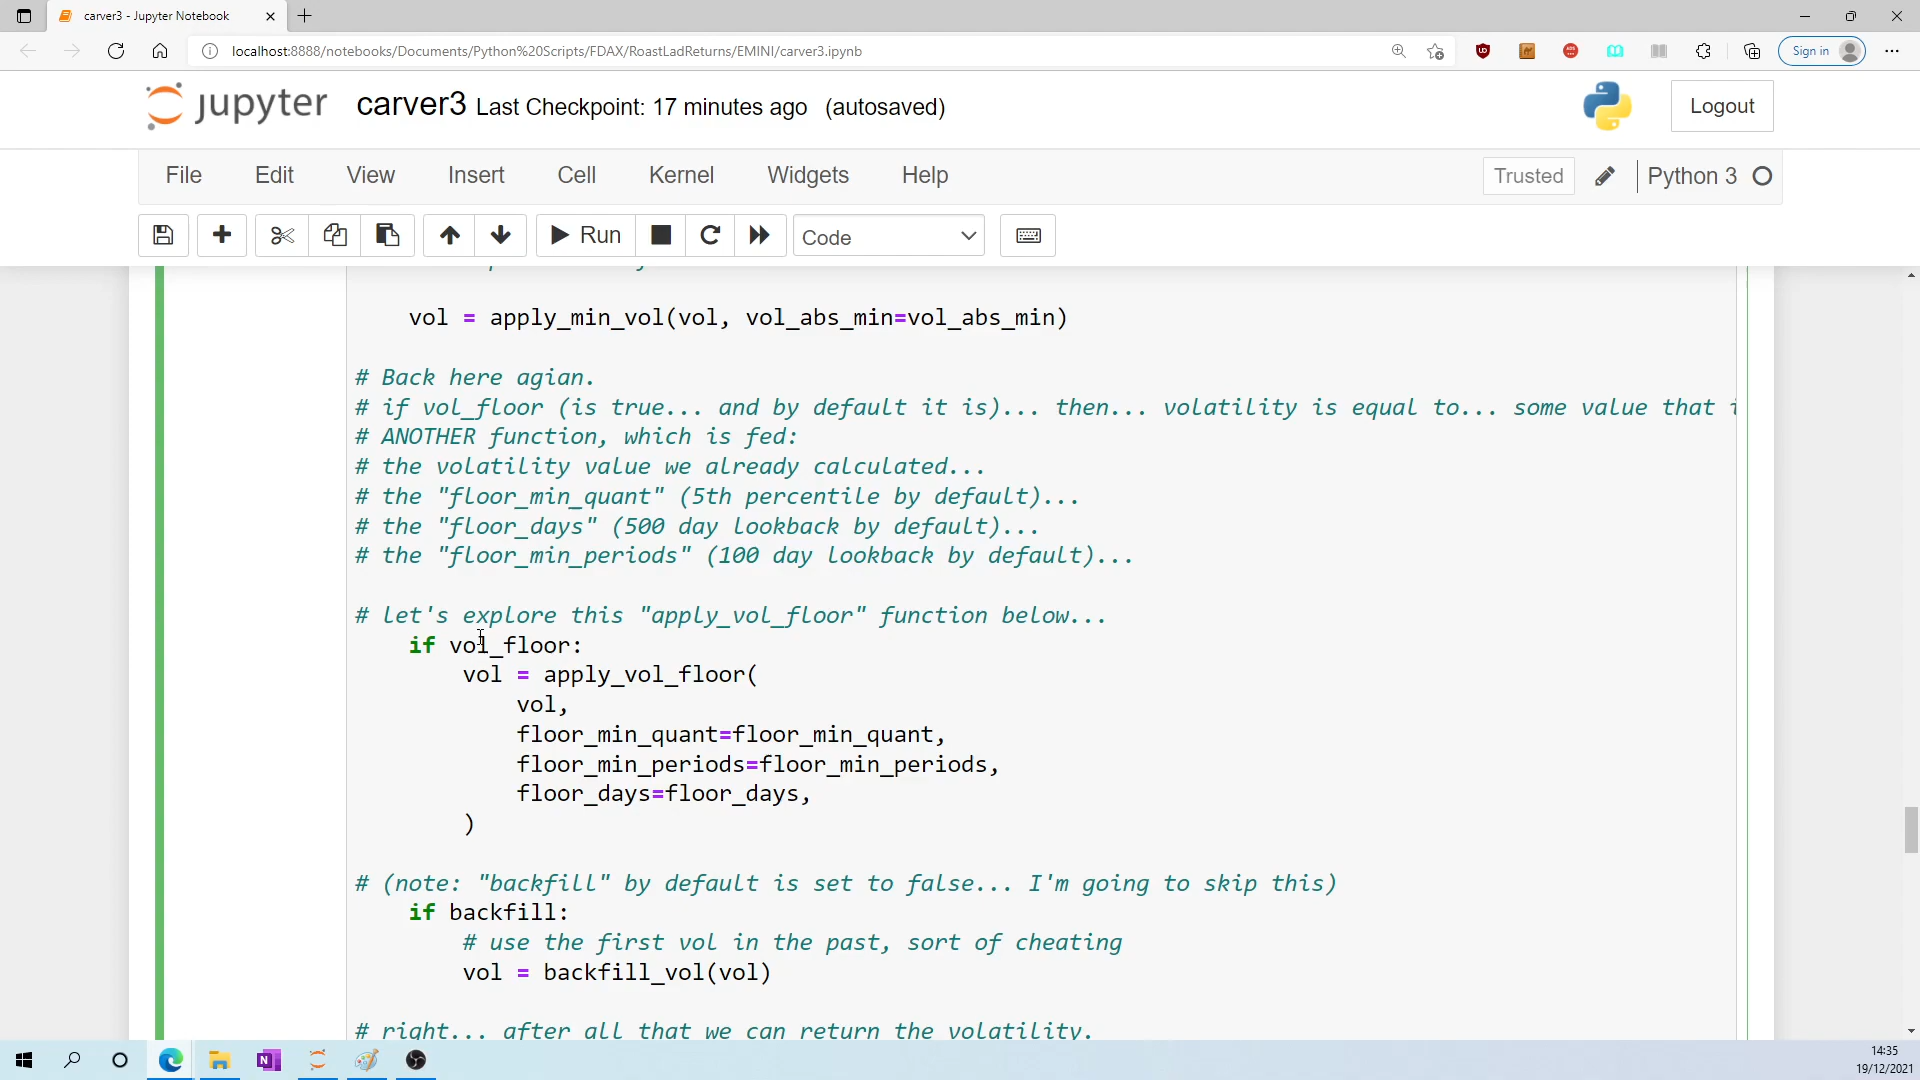 carver3 - Jupyter Notebook
localhost:8888/notebooks/Documents/Python%20Scripts/FDAX/RoastLadReturns/EMINI/carver3.ipynb
Sign in
jupyter carver3 Last Checkpoint: 17 minutes ago (autosaved)
Logout
File Edit View Insert Cell Kernel Widgets Help
Trusted
Python 3
Run
Code
vol = apply_min_vol(vol, vol_abs_min=vol_abs_min)
# Back here agian.
# if vol_floor (is true... and by default it is)... then... volatility is equal to... some value that
# ANOTHER function, which is fed:
# the volatility value we already calculated...
# the "floor_min_quant" (5th percentile by default)...
# the "floor_days" (500 day lookback by default)...
# the "floor_min_periods" (100 day lookback by default)...
# let's explore this "apply_vol_floor" function below...
if vol_floor:
vol = apply_vol_floor(
vol,
floor_min_quant=floor_min_quant,
floor_min_periods=floor_min_periods,
floor_days=floor_days,
)
# (note: "backfill" by default is set to false... I'm going to skip this)
if backfill:
# use the first vol in the past, sort of cheating
vol = backfill_vol(vol)
# right... after all that we can return the volatility.
14:35
19/12/2021